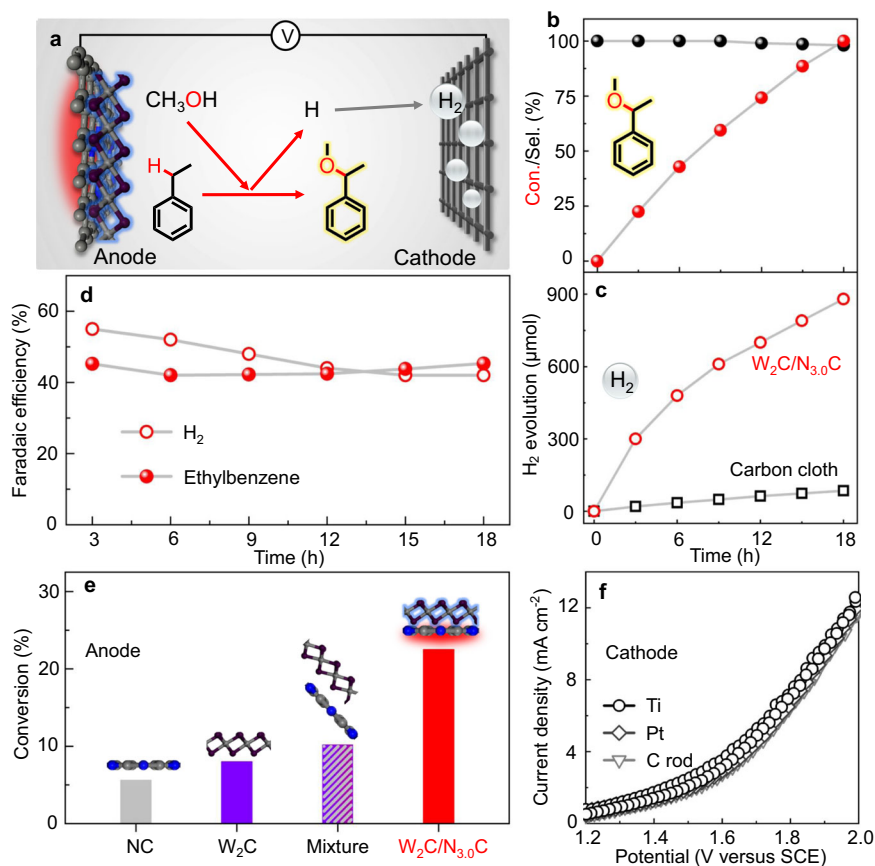 a
V
CH₃OH
H
H₂
H
O
Anode
Cathode
b
Con./Sel. (%)
100
75
50
25
0
O
d
Faradaic efficiency (%)
60
40
20
0
H₂
Ethylbenzene
3 6 9 12 15 18
Time (h)
c
H₂ evolution (μmol)
900
600
300
0
H₂
W₂C/N₃.₀C
Carbon cloth
0 6 12 18
Time (h)
e
Conversion (%)
30
20
10
0
Anode
NC W₂C Mixture W₂C/N₃.₀C
f
Current density (mA cm⁻²)
12
8
4
0
Cathode
Ti
Pt
C rod
1.2 1.4 1.6 1.8 2.0
Potential (V versus SCE)